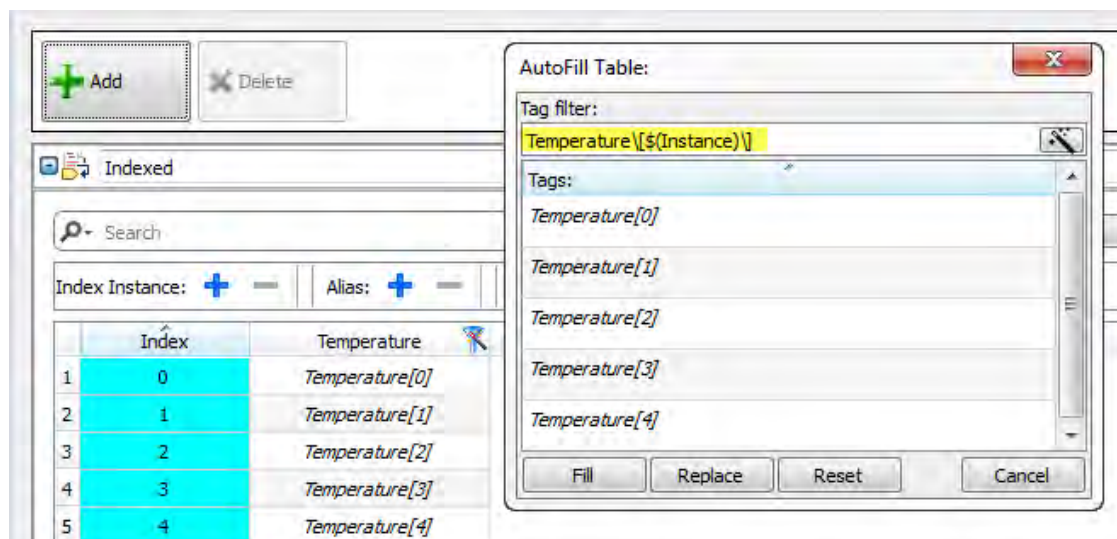 Add
Delete
Indexed
Search
Index Instance:
Alias:
Index Temperature
1 0 Temperature[0]
2 1 Temperature[1]
3 2 Temperature[2]
4 3 Temperature[3]
5 4 Temperature[4]
AutoFill Table:
Tag filter:
Temperature\[$(Instance)\]
Tags:
Temperature[0]
Temperature[1]
Temperature[2]
Temperature[3]
Temperature[4]
Fill Replace Reset Cancel